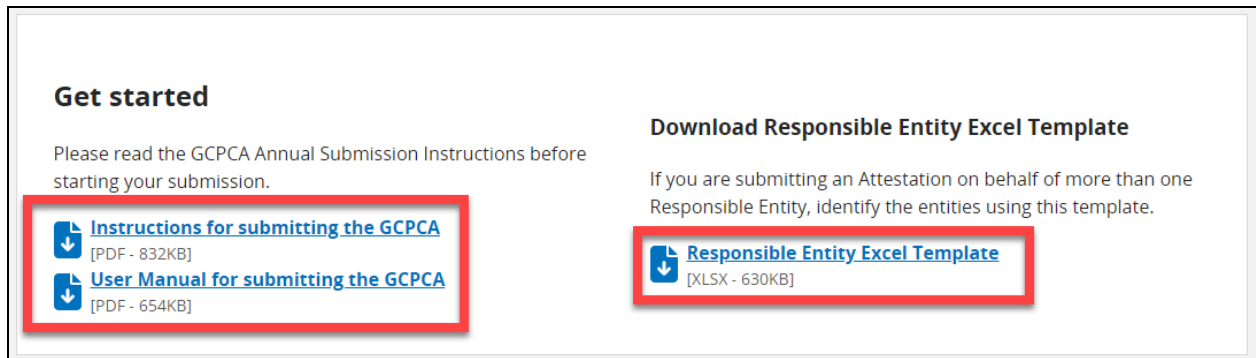 Get started
Please read the GCPCA Annual Submission Instructions before
starting your submission.
Instructions for submitting the GCPCA
[PDF - 832KB]
User Manual for submitting the GCPCA
[PDF - 654KB]
Download Responsible Entity Excel Template
If you are submitting an Attestation on behalf of more than one
Responsible Entity, identify the entities using this template.
Responsible Entity Excel Template
[XLSX - 630KB]